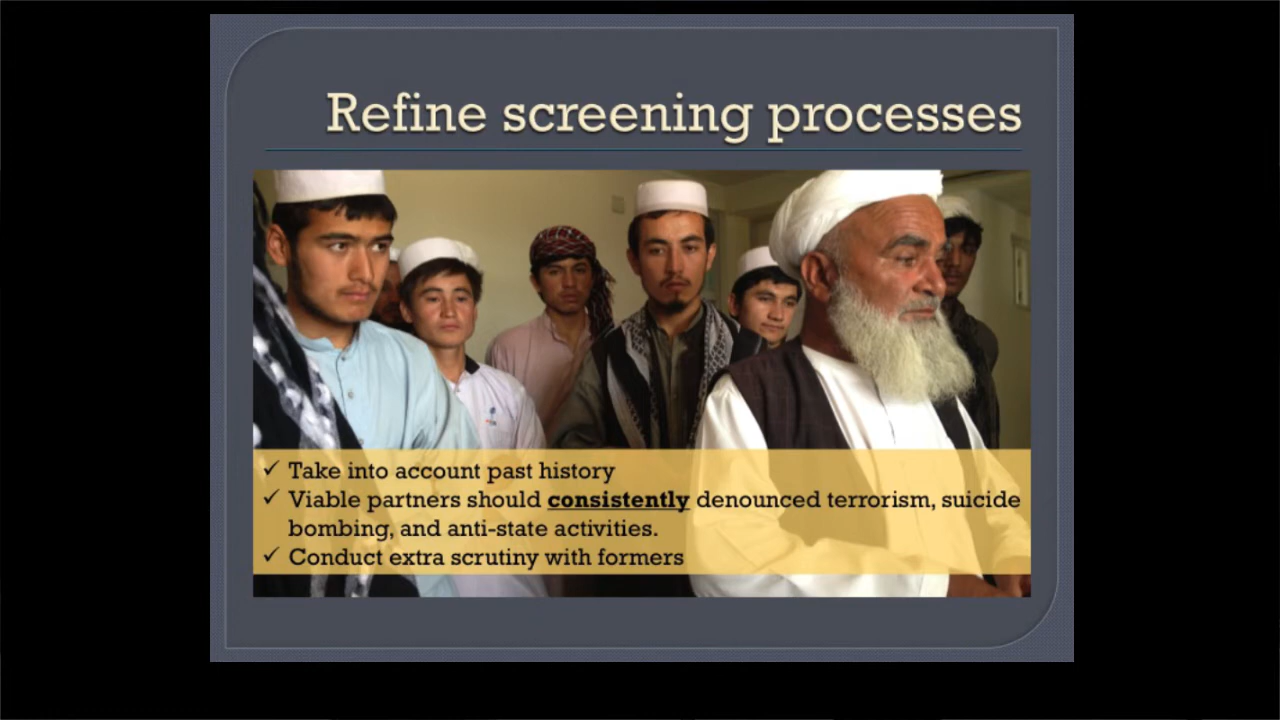 Refine screening processes
✓ Take into account past history
✓ Viable partners should consistently denounced terrorism, suicide
bombing, and anti-state activities.
✓ Conduct extra scrutiny with formers